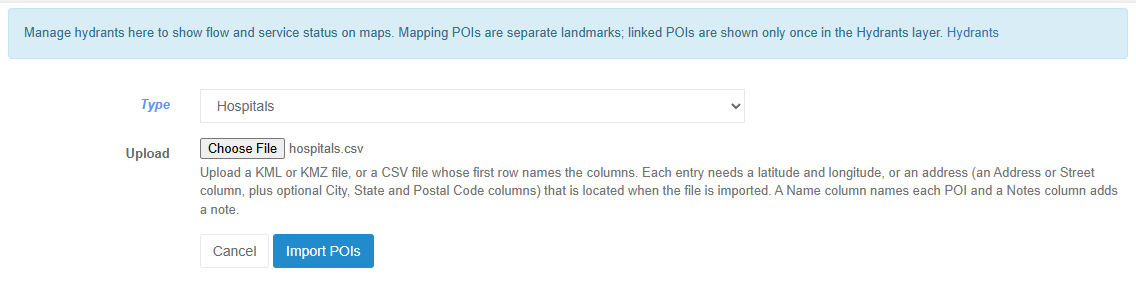 Manage hydrants here to show flow and service status on maps. Mapping POIs are separate landmarks; linked POIs are shown only once in the Hydrants layer. Hydrants
Type
Hospitals
Upload
Choose File hospitals.csv
Upload a KML or KMZ file, or a CSV file whose first row names the columns. Each entry needs a latitude and longitude, or an address (an Address or Street
column, plus optional City, State and Postal Code columns) that is located when the file is imported. A Name column names each POI and a Notes column adds
a note.
Cancel
Import POIs